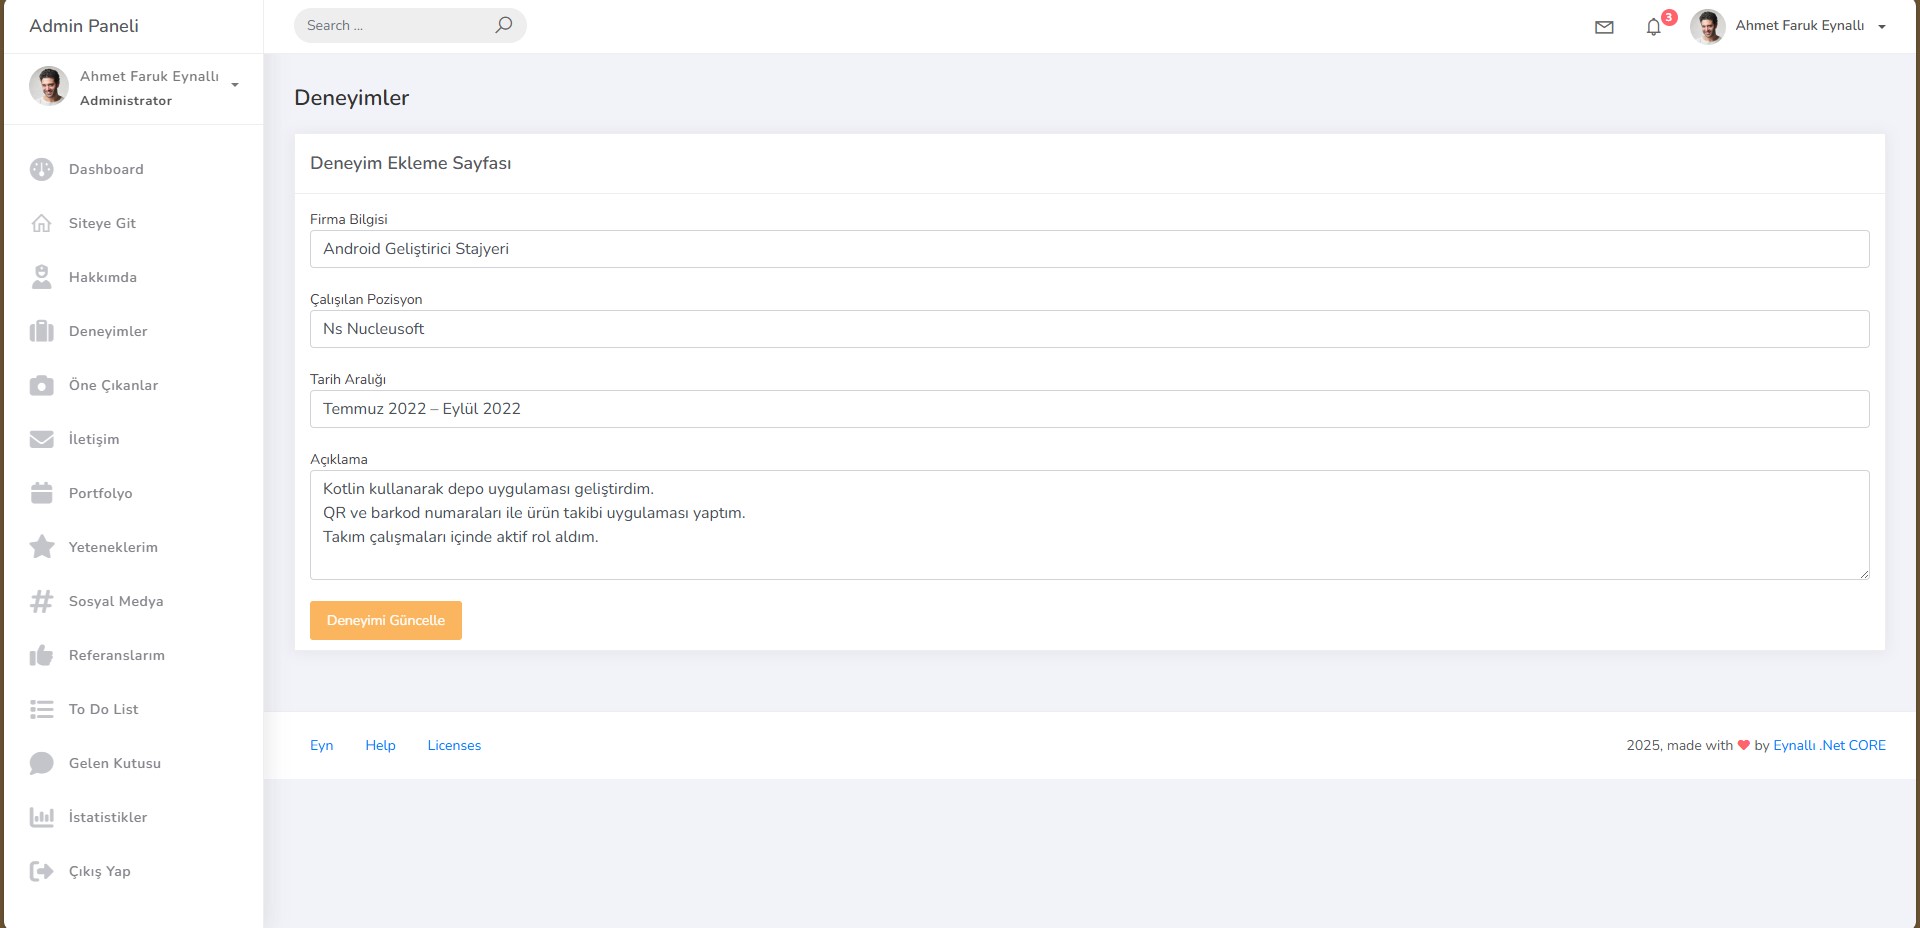 Admin Paneli
Search ...
3
Ahmet Faruk Eynallı
Ahmet Faruk Eynallı
Administrator
Dashboard
Siteye Git
Hakkımda
Deneyimler
Öne Çıkanlar
İletişim
Portfolyo
Yeteneklerim
Sosyal Medya
Referanslarım
To Do List
Gelen Kutusu
İstatistikler
Çıkış Yap
Deneyimler
Deneyim Ekleme Sayfası
Firma Bilgisi
Android Geliştirici Stajyeri
Çalışılan Pozisyon
Ns Nucleusoft
Tarih Aralığı
Temmuz 2022 – Eylül 2022
Açıklama
Kotlin kullanarak depo uygulaması geliştirdim.
QR ve barkod numaraları ile ürün takibi uygulaması yaptım.
Takım çalışmaları içinde aktif rol aldım.
Deneyimi Güncelle
Eyn Help Licenses
2025, made with ❤ by Eynallı .Net CORE